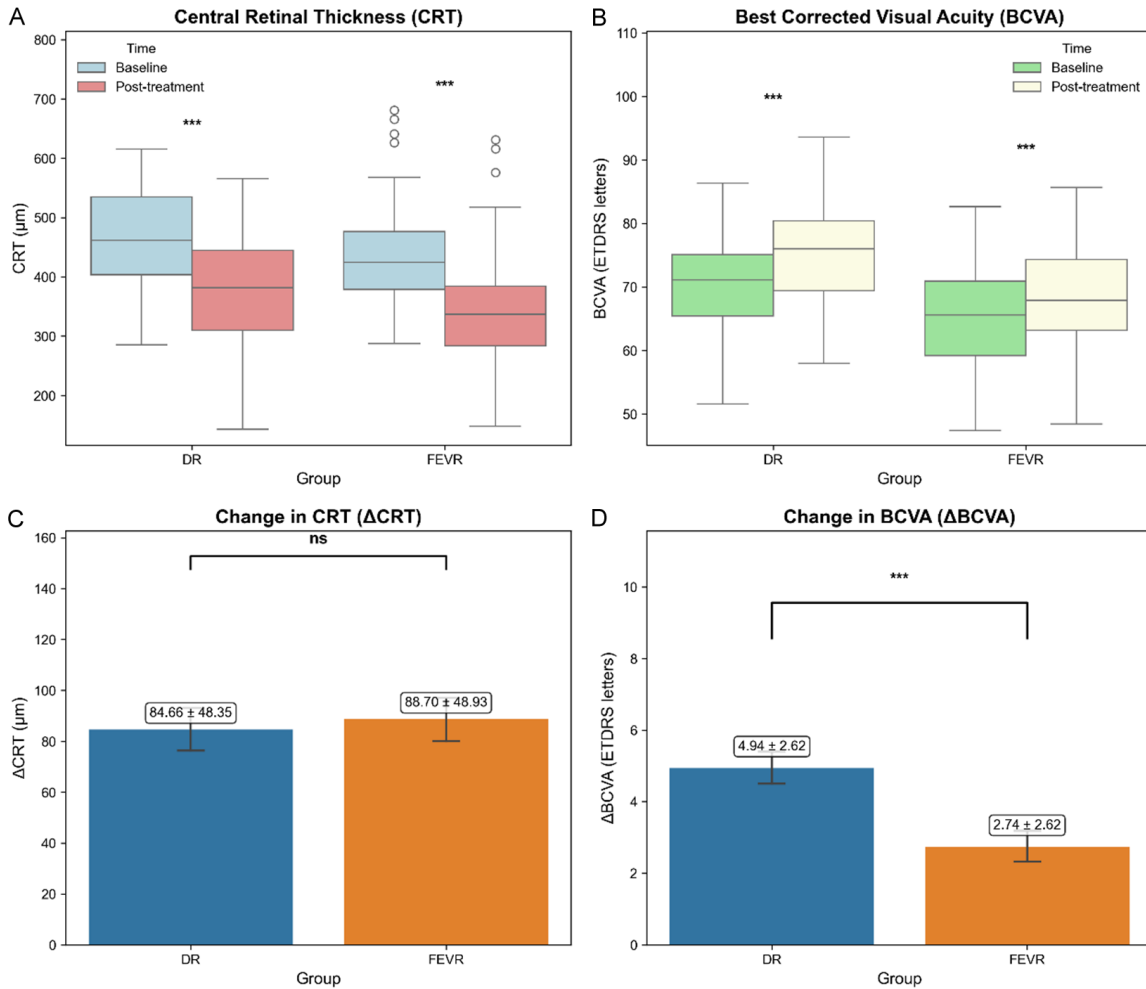 A
Central Retinal Thickness (CRT)
800
700
600
500
400
300
200
CRT (µm)
Time
Baseline
Post-treatment
***
***
DR
FEVR
Group
B
Best Corrected Visual Acuity (BCVA)
110
100
90
80
70
60
50
BCVA (ETDRS letters)
Time
Baseline
Post-treatment
***
***
DR
FEVR
Group
C
Change in CRT (ΔCRT)
ns
160
140
120
100
80
60
40
20
0
ΔCRT (µm)
84.66 ± 48.35
88.70 ± 48.93
DR
FEVR
Group
D
Change in BCVA (ΔBCVA)
***
10
8
6
4
2
0
ΔBCVA (ETDRS letters)
4.94 ± 2.62
2.74 ± 2.62
DR
FEVR
Group